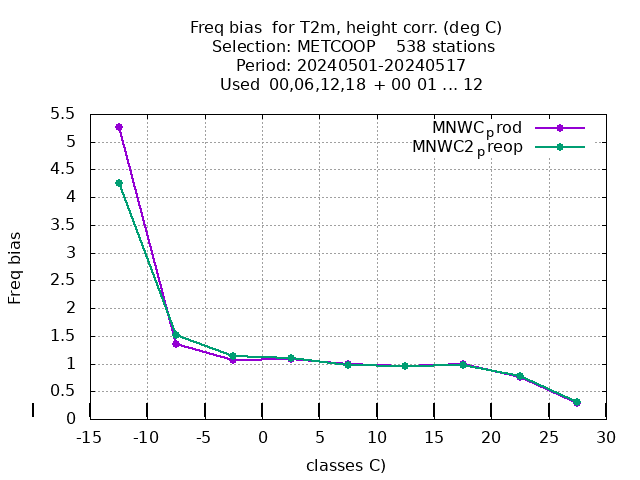 Freq bias  for T2m, height corr. (deg C)
Selection: METCOOP    538 stations
Period: 20240501-20240517
Used  00,06,12,18 + 00 01 ... 12
MNWCprod
MNWC2preop
5.5
5
4.5
4
3.5
3
2.5
2
1.5
1
0.5
0
Freq bias
-15 -10 -5 0 5 10 15 20 25 30
classes C)